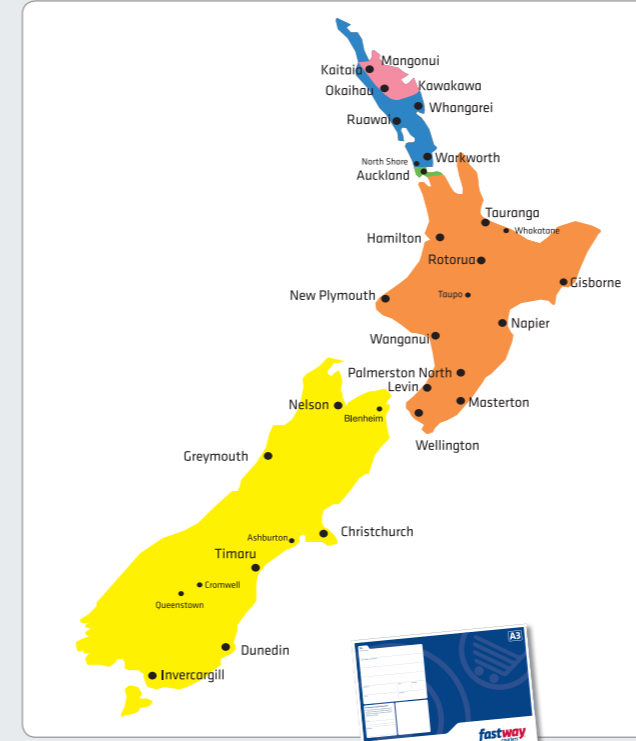 Mangonui
Kaitaia
Okaihau
Kawakawa
Whangarei
Ruawai
Warkworth
North Shore
Auckland
Tauranga
Whakatane
Hamilton
Rotorua
Gisborne
New Plymouth
Taupo
Napier
Wanganui
Palmerston North
Levin
Masterton
Nelson
Blenheim
Wellington
Greymouth
Christchurch
Ashburton
Timaru
Cromwell
Queenstown
Dunedin
Invercargill
A3
fastway